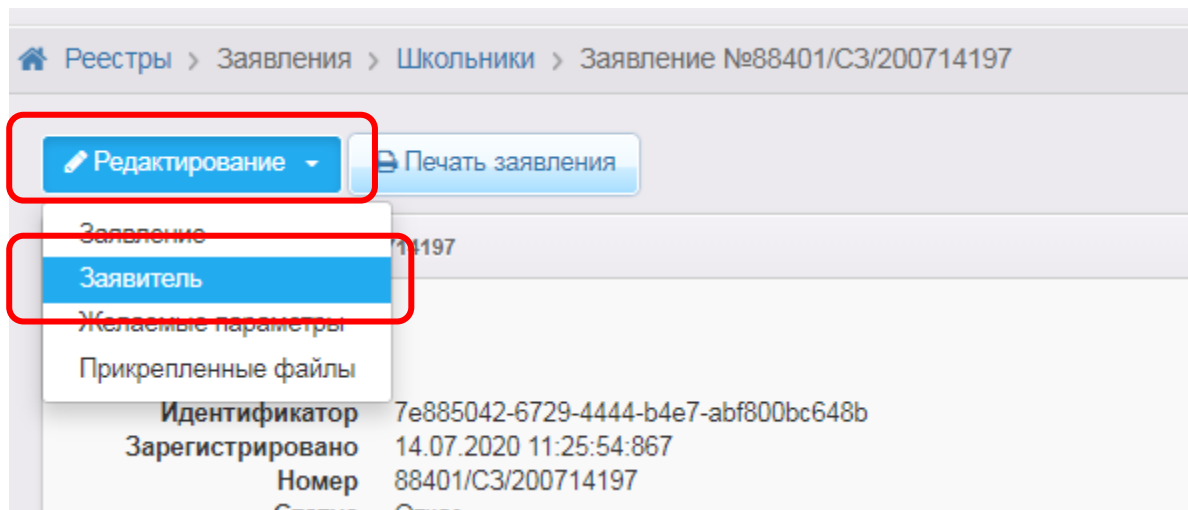 Реестры > Заявления > Школьники > Заявление №88401/СЗ/200714197
Редактирование
Печать заявления
Заявление
714197
Заявитель
Желаемые параметры
Прикрепленные файлы
Идентификатор 7e885042-6729-4444-b4e7-abf800bc648b
Зарегистрировано 14.07.2020 11:25:54:867
Номер 88401/СЗ/200714197